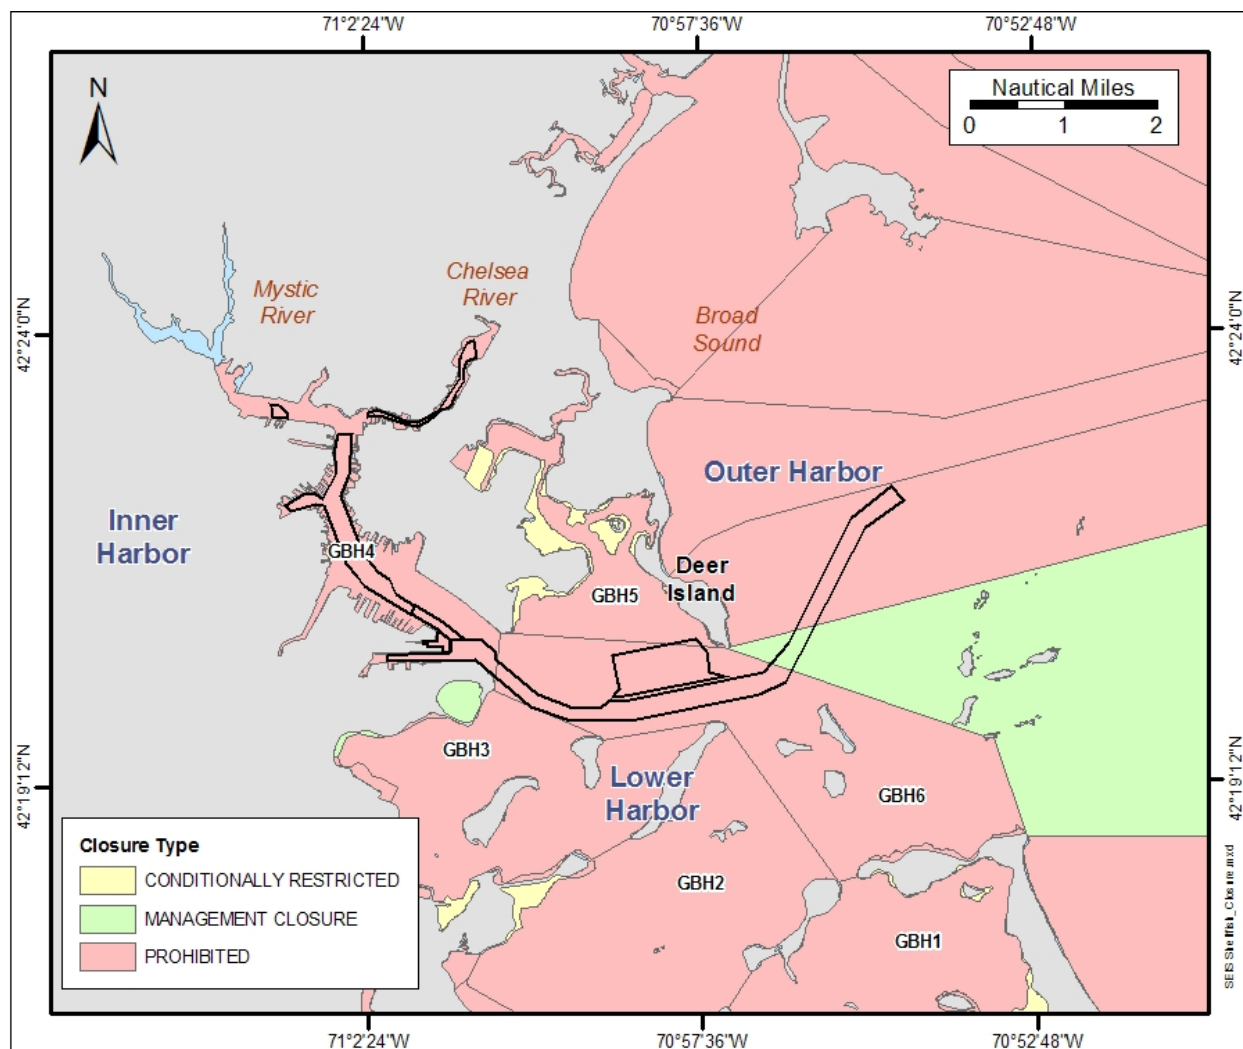 71°2'24"W
70°57'36"W
70°52'48"W
N
Nautical Miles
0 1 2
Mystic
River
Chelsea
River
Broad
Sound
42°24'0"N
42°24'0"N
Outer Harbor
Inner
Harbor
GBH4
Deer
Island
GBH5
GBH3
Lower
Harbor
GBH6
42°19'12"N
42°19'12"N
GBH2
GBH1
Closure Type
CONDITIONALLY RESTRICTED
MANAGEMENT CLOSURE
PROHIBITED
SEIS Shellfish_Closure.mxd
71°2'24"W
70°57'36"W
70°52'48"W